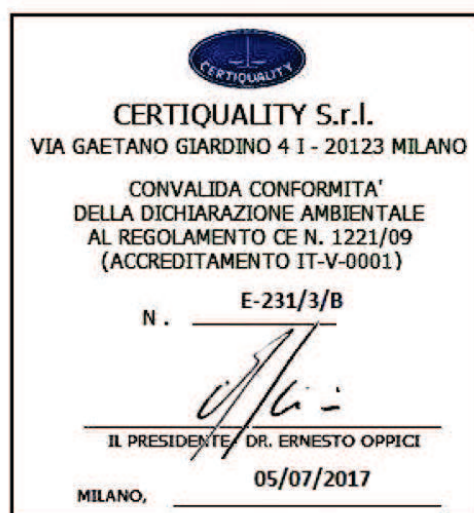 CERTIQUALITY
CERTIQUALITY S.r.l.
VIA GAETANO GIARDINO 4 I - 20123 MILANO
CONVALIDA CONFORMITA'
DELLA DICHIARAZIONE AMBIENTALE
AL REGOLAMENTO CE N. 1221/09
(ACCREDITAMENTO IT-V-0001)
N. E-231/3/B
IL PRESIDENTE DR. ERNESTO OPPICI
MILANO, 05/07/2017